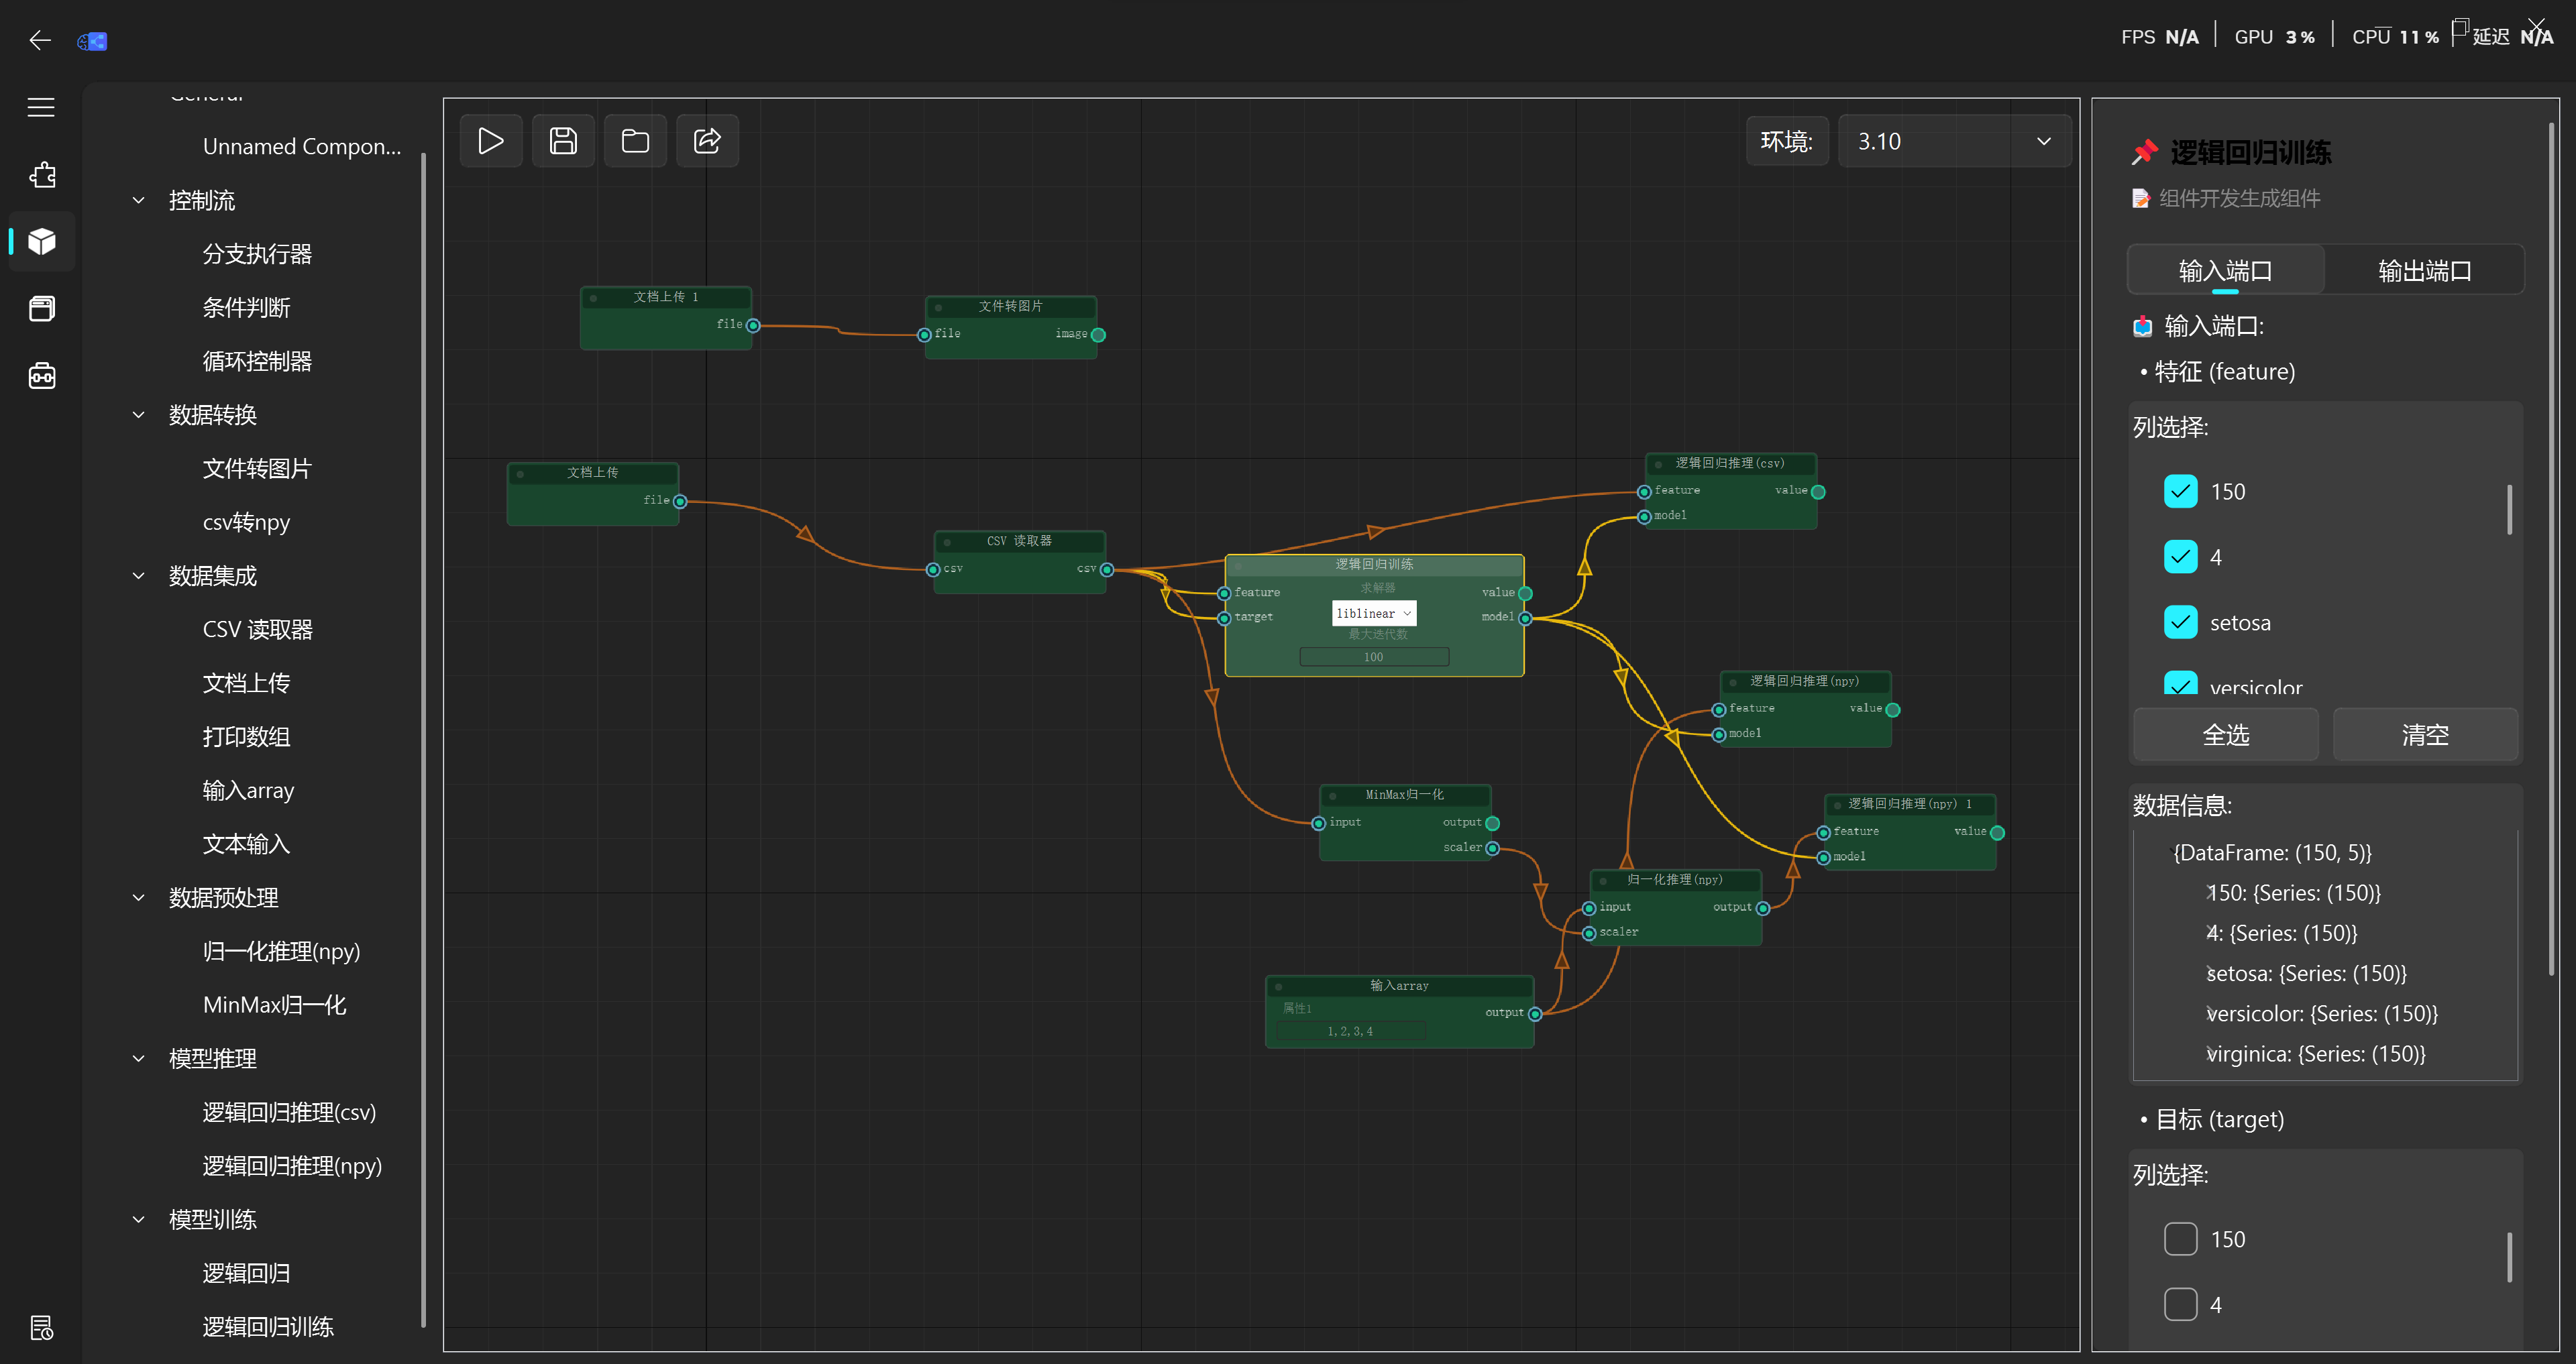 FPS N/A GPU 3% CPU 11% 延迟 N/A
General
Unnamed Compon...
控制流
分支执行器
条件判断
循环控制器
数据转换
文件转图片
csv转npy
数据集成
CSV 读取器
文档上传
打印数组
输入array
文本输入
数据预处理
归一化推理(npy)
MinMax归一化
模型推理
逻辑回归推理(csv)
逻辑回归推理(npy)
模型训练
逻辑回归
逻辑回归训练
环境:
3.10
文档上传 1
file
文件转图片
file
image
文档上传
file
CSV 读取器
csv
csv
逻辑回归训练
求解器
feature
value
liblinear
target
model
最大迭代数
100
逻辑回归推理(csv)
feature
value
model
逻辑回归推理(npy)
feature
value
model
MinMax归一化
input
output
scaler
逻辑回归推理(npy) 1
feature
value
model
归一化推理(npy)
input
output
scaler
输入array
属性1
output
1,2,3,4
逻辑回归训练
组件开发生成组件
输入端口
输出端口
输入端口:
• 特征 (feature)
列选择:
150
4
setosa
versicolor
全选
清空
数据信息:
{DataFrame: (150, 5)}
150: {Series: (150)}
4: {Series: (150)}
setosa: {Series: (150)}
versicolor: {Series: (150)}
virginica: {Series: (150)}
• 目标 (target)
列选择:
150
4